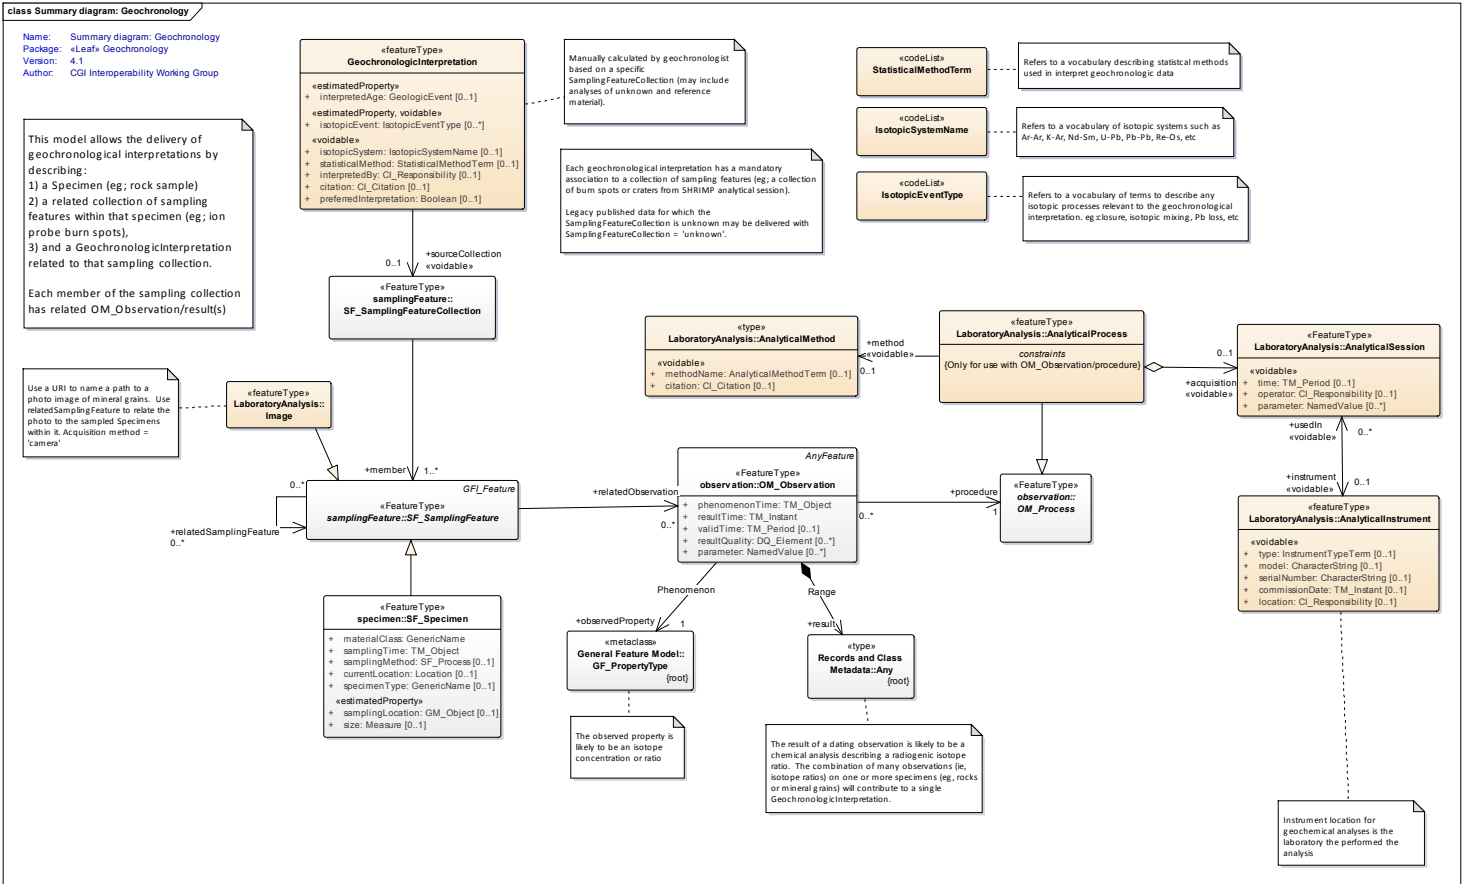 class Summary diagram: Geochronology
Name: Summary diagram: Geochronology
Package: «Leaf» Geochronology
Version: 4.1
Author: CGI Interoperability Working Group
This model allows the delivery of
geochronological interpretations by
describing:
1) a Specimen (eg; rock sample)
2) a related collection of sampling
features within that specimen (eg; ion
probe burn spots),
3) and a GeochronologicInterpretation
related to that sampling collection.
Each member of the sampling collection
has related OM_Observation/result(s)
«featureType»
GeochronologicInterpretation
«estimatedProperty»
+ interpretedAge: GeologicEvent [0..1]
«estimatedProperty, voidable»
+ isotopicEvent: IsotopicEventType [0..*]
«voidable»
+ isotopicSystem: IsotopicSystemName [0..1]
+ statisticalMethod: StatisticalMethodTerm [0..1]
+ interpretedBy: CI_Responsibility [0..1]
+ citation: CI_Citation [0..1]
+ preferredInterpretation: Boolean [0..1]
Manually calculated by geochronologist
based on a specific
SamplingFeatureCollection (may include
analyses of unknown and reference
material).
Each geochronological interpretation has a mandatory
association to a collection of sampling features (eg; a collection
of burn spots or craters from SHRIMP analytical session).
Legacy published data for which the
SamplingFeatureCollection is unknown may be delivered with
SamplingFeatureCollection = 'unknown'.
«codeList»
StatisticalMethodTerm
Refers to a vocabulary describing statistcal methods
used in interpret geochronologic data
«codeList»
IsotopicSystemName
Refers to a vocabulary of isotopic systems such as
Ar-Ar, K-Ar, Nd-Sm, U-Pb, Pb-Pb, Re-Os, etc
«codeList»
IsotopicEventType
Refers to a vocabulary of terms to describe any
isotopic processes relevant to the geochronological
interpretation. eg:closure, isotopic mixing, Pb loss, etc
0..1
+sourceCollection
«voidable»
«FeatureType»
samplingFeature::
SF_SamplingFeatureCollection
+member
1..*
Use a URI to name a path to a
photo image of mineral grains. Use
relatedSamplingFeature to relate the
photo to the sampled Specimens
within it. Acquisition method =
'camera'
«featureType»
LaboratoryAnalysis::
Image
GFI_Feature
«FeatureType»
samplingFeature::SF_SamplingFeature
0..*
+relatedSamplingFeature
0..*
«FeatureType»
specimen::SF_Specimen
+ materialClass: GenericName
+ samplingTime: TM_Object
+ samplingMethod: SF_Process [0..1]
+ currentLocation: Location [0..1]
+ specimenType: GenericName [0..1]
«estimatedProperty»
+ samplingLocation: GM_Object [0..1]
+ size: Measure [0..1]
+relatedObservation
0..*
AnyFeature
«FeatureType»
observation::OM_Observation
+ phenomenonTime: TM_Object
+ resultTime: TM_Instant
+ validTime: TM_Period [0..1]
+ resultQuality: DQ_Element [0..*]
+ parameter: NamedValue [0..*]
0..*
+procedure
1
«FeatureType»
observation::
OM_Process
Phenomenon
+observedProperty
1
«metaclass»
General Feature Model::
GF_PropertyType
{root}
The observed property is
likely to be an isotope
concentration or ratio
Range
+result
«type»
Records and Class
Metadata::Any
{root}
The result of a dating observation is likely to be a
chemical analysis describing a radiogenic isotope
ratio. The combination of many observations (ie,
isotope ratios) on one or more specimens (eg, rocks
or mineral grains) will contribute to a single
GeochronologicInterpretation.
«type»
LaboratoryAnalysis::AnalyticalMethod
«voidable»
+ methodName: AnalyticalMethodTerm [0..1]
+ citation: CI_Citation [0..1]
+method
«voidable»
0..1
«featureType»
LaboratoryAnalysis::AnalyticalProcess
constraints
{Only for use with OM_Observation/procedure}
0..1
+acquisition
«voidable»
«FeatureType»
LaboratoryAnalysis::AnalyticalSession
«voidable»
+ time: TM_Period [0..1]
+ operator: CI_Responsibility [0..1]
+ parameter: NamedValue [0..*]
+usedIn
«voidable»
0..*
+instrument
«voidable»
0..1
«featureType»
LaboratoryAnalysis::AnalyticalInstrument
«voidable»
+ type: InstrumentTypeTerm [0..1]
+ model: CharacterString [0..1]
+ serialNumber: CharacterString [0..1]
+ commissionDate: TM_Instant [0..1]
+ location: CI_Responsibility [0..1]
Instrument location for
geochemical analyses is the
laboratory the performed the
analysis